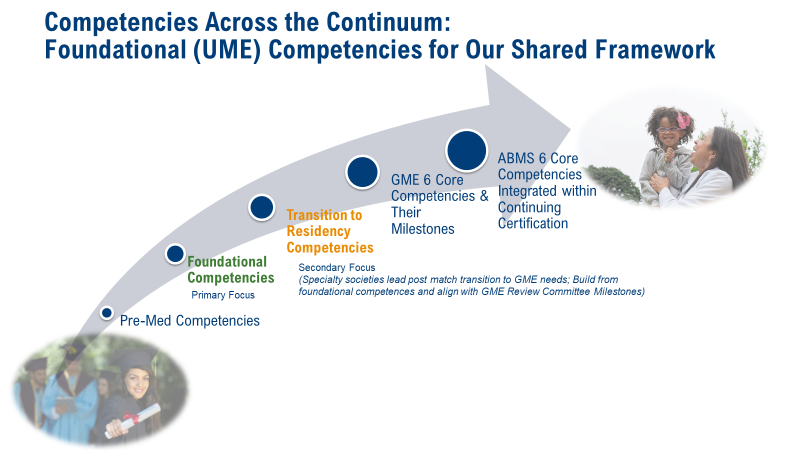 Competencies Across the Continuum:
Foundational (UME) Competencies for Our Shared Framework
ABMS 6 Core
Competencies
Integrated within
Continuing
Certification
GME 6 Core
Competencies &
Their
Milestones
Transition to
Residency
Competencies
Secondary Focus
(Specialty societies lead post match transition to GME needs; Build from
foundational competences and align with GME Review Committee Milestones)
Foundational
Competencies
Primary Focus
Pre-Med Competencies